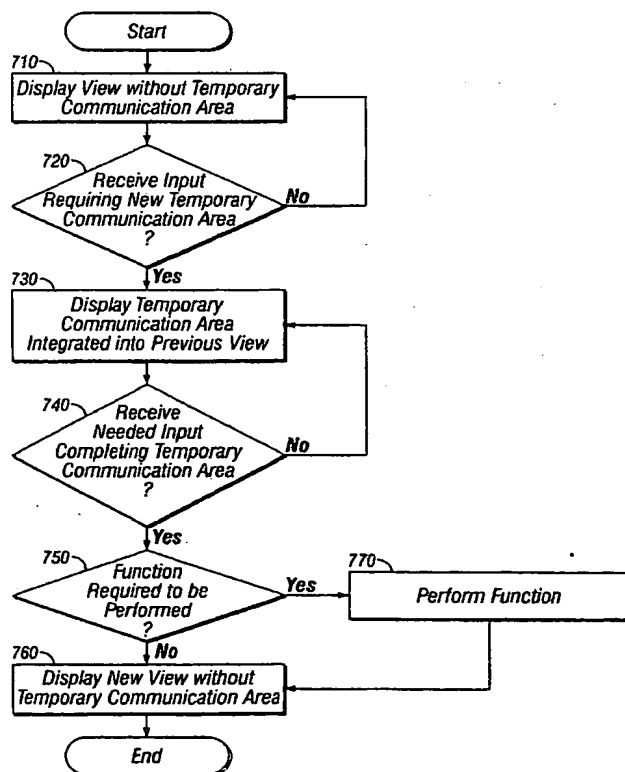 Start
710
Display View without Temporary
Communication Area
720
Receive Input
Requiring New Temporary
Communication Area
?
No
Yes
730
Display Temporary
Communication Area
Integrated into Previous View
740
Receive
Needed Input
Completing Temporary
Communication Area
?
No
Yes
750
Function
Required to be
Performed
?
Yes
770
Perform Function
No
760
Display New View without
Temporary Communication Area
End